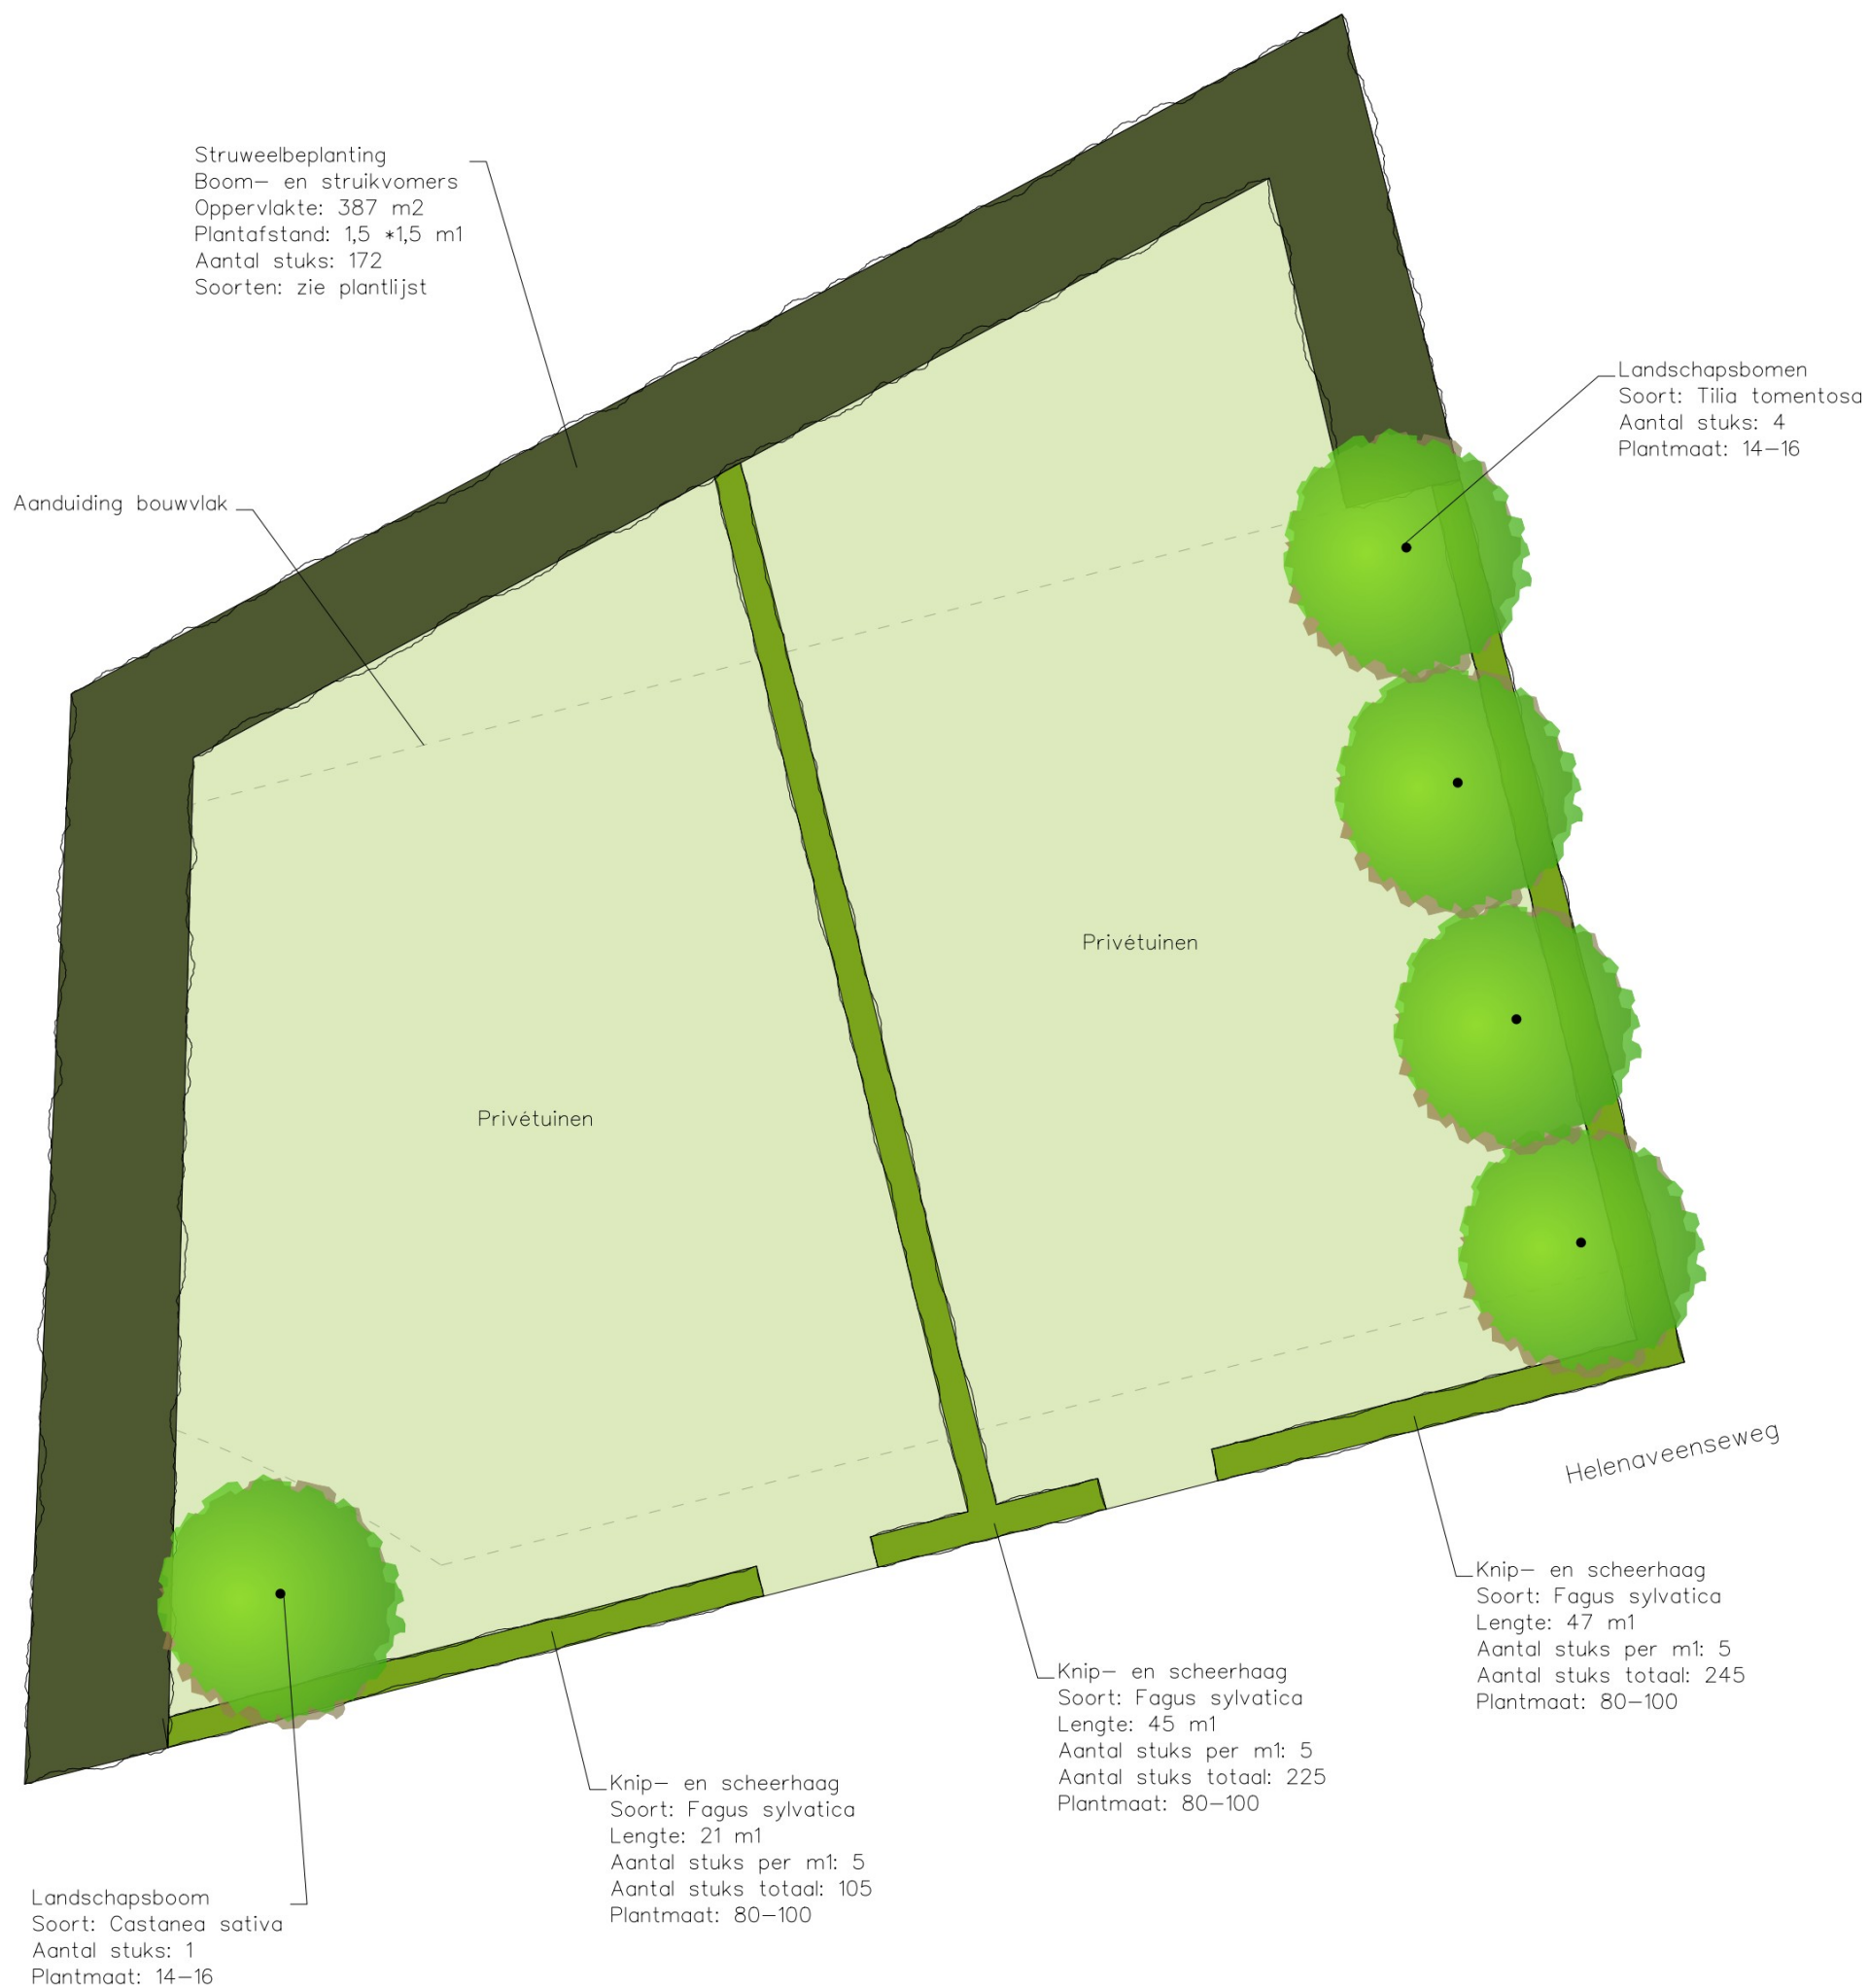 Struweelbeplanting
Boom- en struikvomers
Oppervlakte: 387 m2
Plantafstand: 1,5 *1,5 m1
Aantal stuks: 172
Soorten: zie plantlijst
Landschapsbomen
Soort: Tilia tomentosa
Aantal stuks: 4
Plantmaat: 14-16
Aanduiding bouwvlak
Privétuinen
Privétuinen
Helenaveenseweg
Knip- en scheerhaag
Soort: Fagus sylvatica
Lengte: 47 m1
Aantal stuks per m1: 5
Aantal stuks totaal: 245
Plantmaat: 80-100
Knip- en scheerhaag
Soort: Fagus sylvatica
Lengte: 45 m1
Aantal stuks per m1: 5
Aantal stuks totaal: 225
Plantmaat: 80-100
Knip- en scheerhaag
Soort: Fagus sylvatica
Lengte: 21 m1
Aantal stuks per m1: 5
Aantal stuks totaal: 105
Plantmaat: 80-100
Landschapsboom
Soort: Castanea sativa
Aantal stuks: 1
Plantmaat: 14-16